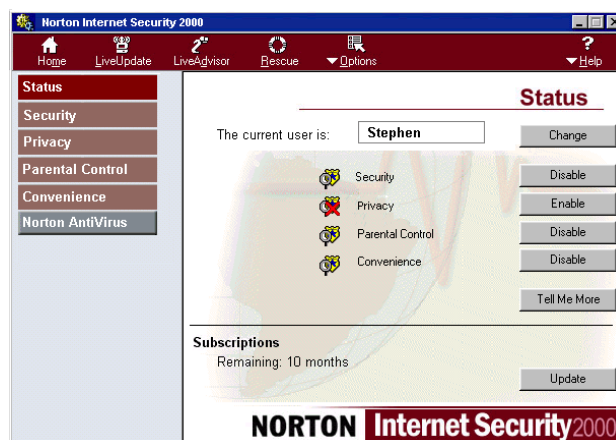 Norton Internet Security 2000
Home LiveUpdate LiveAdvisor Rescue Options Help
Status
Security
Privacy
Parental Control
Convenience
Norton AntiVirus
Status
The current user is: Stephen Change
Security Disable
Privacy Enable
Parental Control Disable
Convenience Disable
Tell Me More
Subscriptions
Remaining: 10 months
Update
NORTON Internet Security 2000